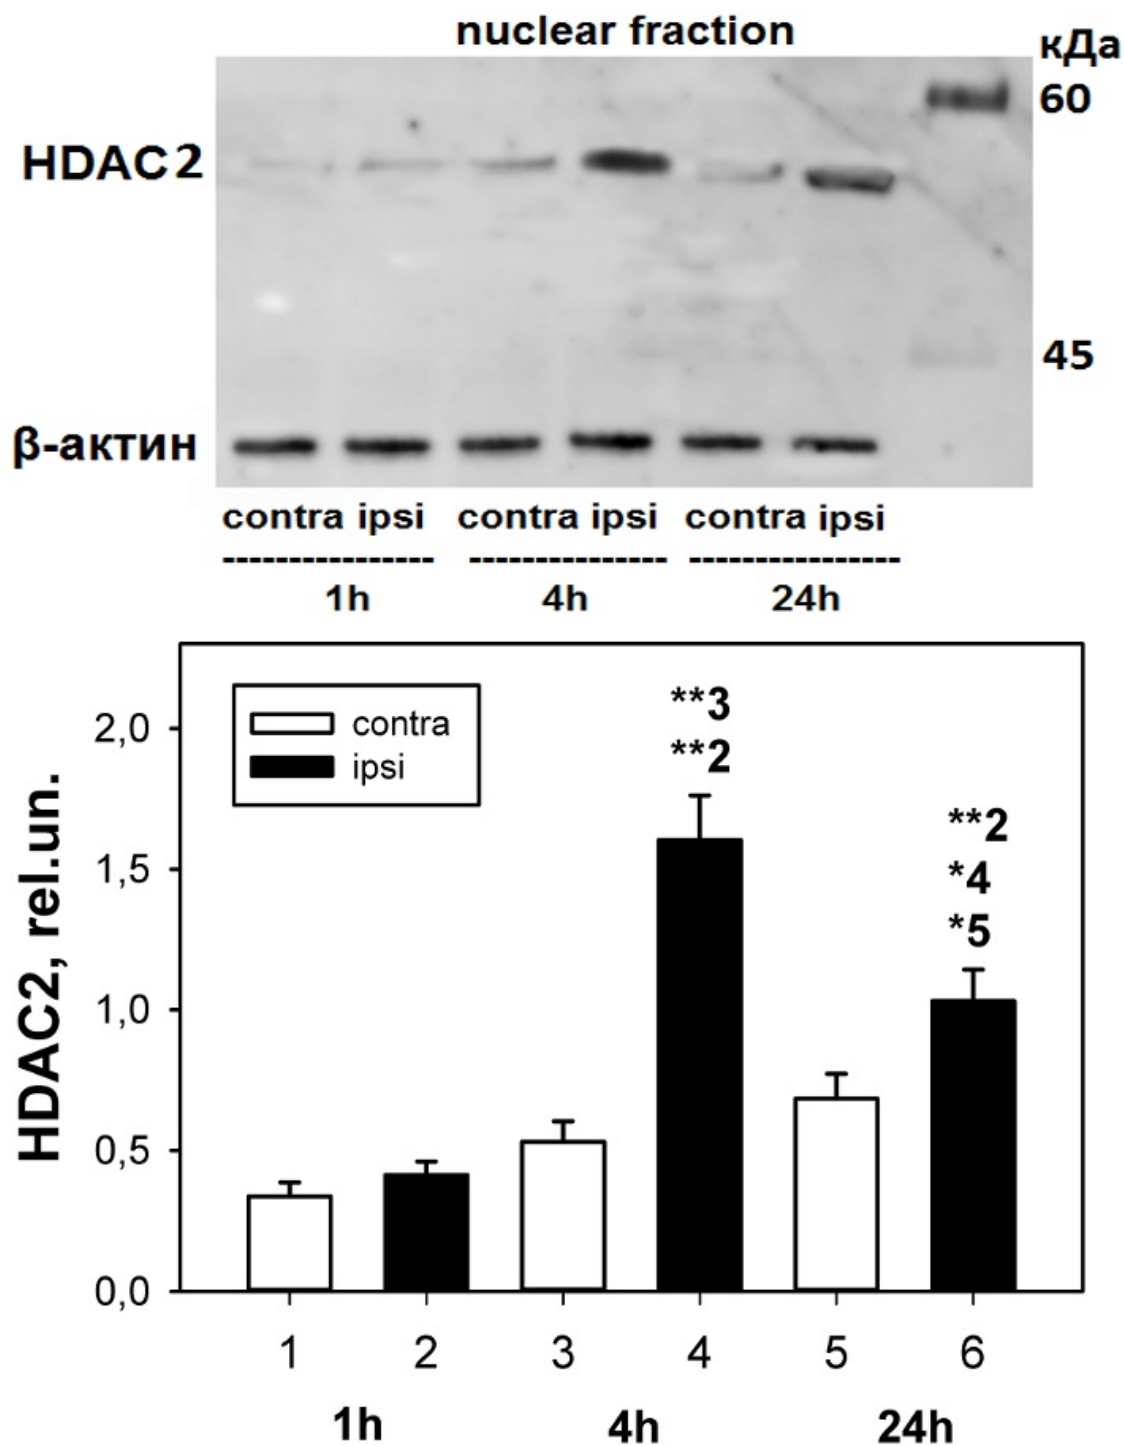 nuclear fraction
кДа
60
HDAC2
45
β-актин
contra ipsi contra ipsi contra ipsi
1h 4h 24h
contra
ipsi
**3
**2
**2
*4
*5
HDAC2, rel.un.
2,0
1,5
1,0
0,5
0,0
1 2 3 4 5 6
1h 4h 24h